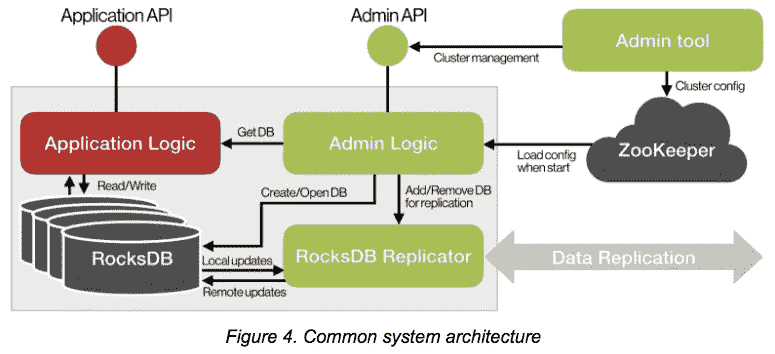 Application API
Admin API
Admin tool
Cluster management
Cluster config
Application Logic
Get DB
Admin Logic
Load config
when start
ZooKeeper
Read/Write
Create/Open DB
Add/Remove DB
for replication
RocksDB
Local updates
Remote updates
RocksDB Replicator
Data Replication
Figure 4. Common system architecture